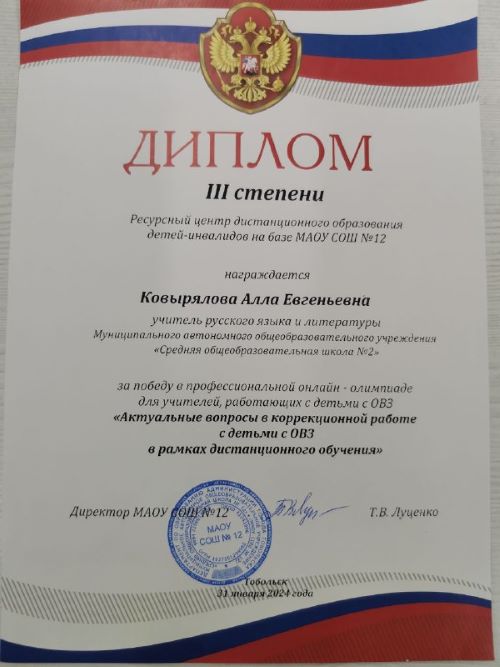 ДИПЛОМ
III степени
Ресурсный центр дистанционного образования
детей-инвалидов на базе МАОУ СОШ №12
награждается
Ковырялова Алла Евгеньевна
учитель русского языка и литературы
Муниципального автономного общеобразовательного учреждения
«Средняя общеобразовательная школа №2»
за победу в профессиональной онлайн - олимпиаде
для учителей, работающих с детьми с ОВЗ
«Актуальные вопросы в коррекционной работе
с детьми с ОВЗ
в рамках дистанционного обучения»
Директор МАОУ СОШ №12 Т.В. Луценко
МАОУ
СОШ № 12
Тобольск
31 января 2024 года